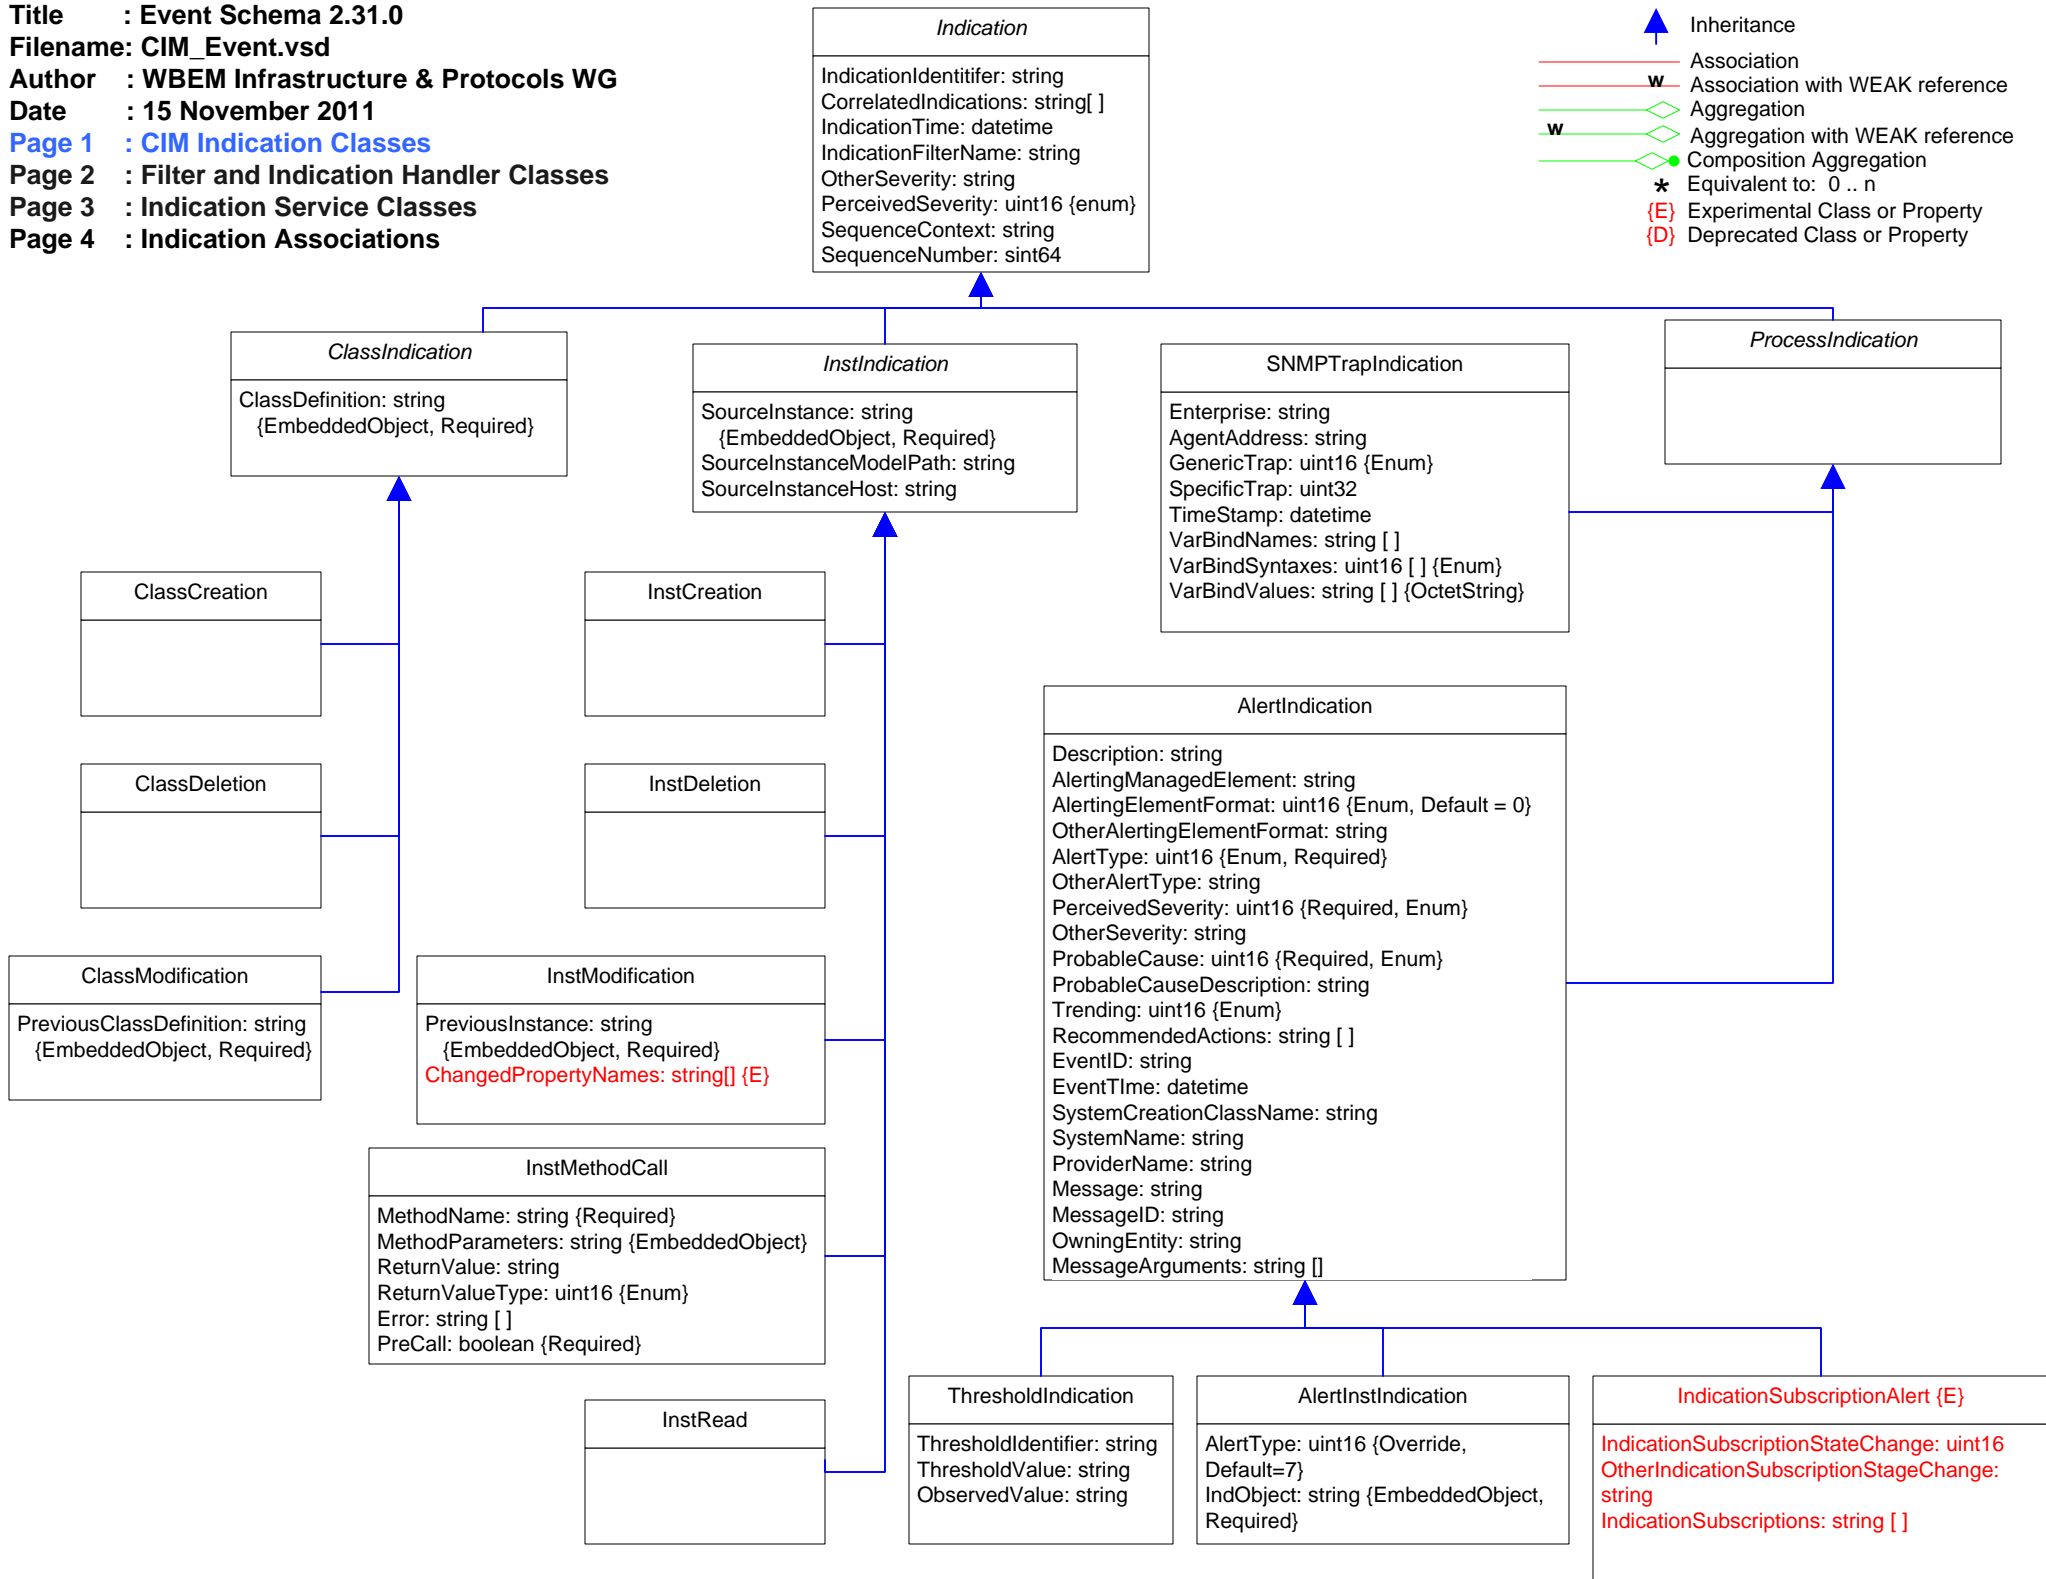 Title : Event Schema 2.31.0
Filename: CIM_Event.vsd
Author : WBEM Infrastructure & Protocols WG
Date : 15 November 2011
Page 1 : CIM Indication Classes
Page 2 : Filter and Indication Handler Classes
Page 3 : Indication Service Classes
Page 4 : Indication Associations
Indication
IndicationIdentitifer: string
CorrelatedIndications: string[ ]
IndicationTime: datetime
IndicationFilterName: string
OtherSeverity: string
PerceivedSeverity: uint16 {enum}
SequenceContext: string
SequenceNumber: sint64
Inheritance
Association
w Association with WEAK reference
Aggregation
w Aggregation with WEAK reference
Composition Aggregation
* Equivalent to: 0 .. n
{E} Experimental Class or Property
{D} Deprecated Class or Property
ClassIndication
ClassDefinition: string
{EmbeddedObject, Required}
InstIndication
SourceInstance: string
{EmbeddedObject, Required}
SourceInstanceModelPath: string
SourceInstanceHost: string
SNMPTrapIndication
Enterprise: string
AgentAddress: string
GenericTrap: uint16 {Enum}
SpecificTrap: uint32
TimeStamp: datetime
VarBindNames: string [ ]
VarBindSyntaxes: uint16 [ ] {Enum}
VarBindValues: string [ ] {OctetString}
ProcessIndication
ClassCreation
InstCreation
ClassDeletion
InstDeletion
ClassModification
PreviousClassDefinition: string
{EmbeddedObject, Required}
InstModification
PreviousInstance: string
{EmbeddedObject, Required}
ChangedPropertyNames: string[] {E}
InstMethodCall
MethodName: string {Required}
MethodParameters: string {EmbeddedObject}
ReturnValue: string
ReturnValueType: uint16 {Enum}
Error: string [ ]
PreCall: boolean {Required}
InstRead
AlertIndication
Description: string
AlertingManagedElement: string
AlertingElementFormat: uint16 {Enum, Default = 0}
OtherAlertingElementFormat: string
AlertType: uint16 {Enum, Required}
OtherAlertType: string
PerceivedSeverity: uint16 {Required, Enum}
OtherSeverity: string
ProbableCause: uint16 {Required, Enum}
ProbableCauseDescription: string
Trending: uint16 {Enum}
RecommendedActions: string [ ]
EventID: string
EventTIme: datetime
SystemCreationClassName: string
SystemName: string
ProviderName: string
Message: string
MessageID: string
OwningEntity: string
MessageArguments: string []
ThresholdIndication
ThresholdIdentifier: string
ThresholdValue: string
ObservedValue: string
AlertInstIndication
AlertType: uint16 {Override,
Default=7}
IndObject: string {EmbeddedObject,
Required}
IndicationSubscriptionAlert {E}
IndicationSubscriptionStateChange: uint16
OtherIndicationSubscriptionStageChange:
string
IndicationSubscriptions: string [ ]